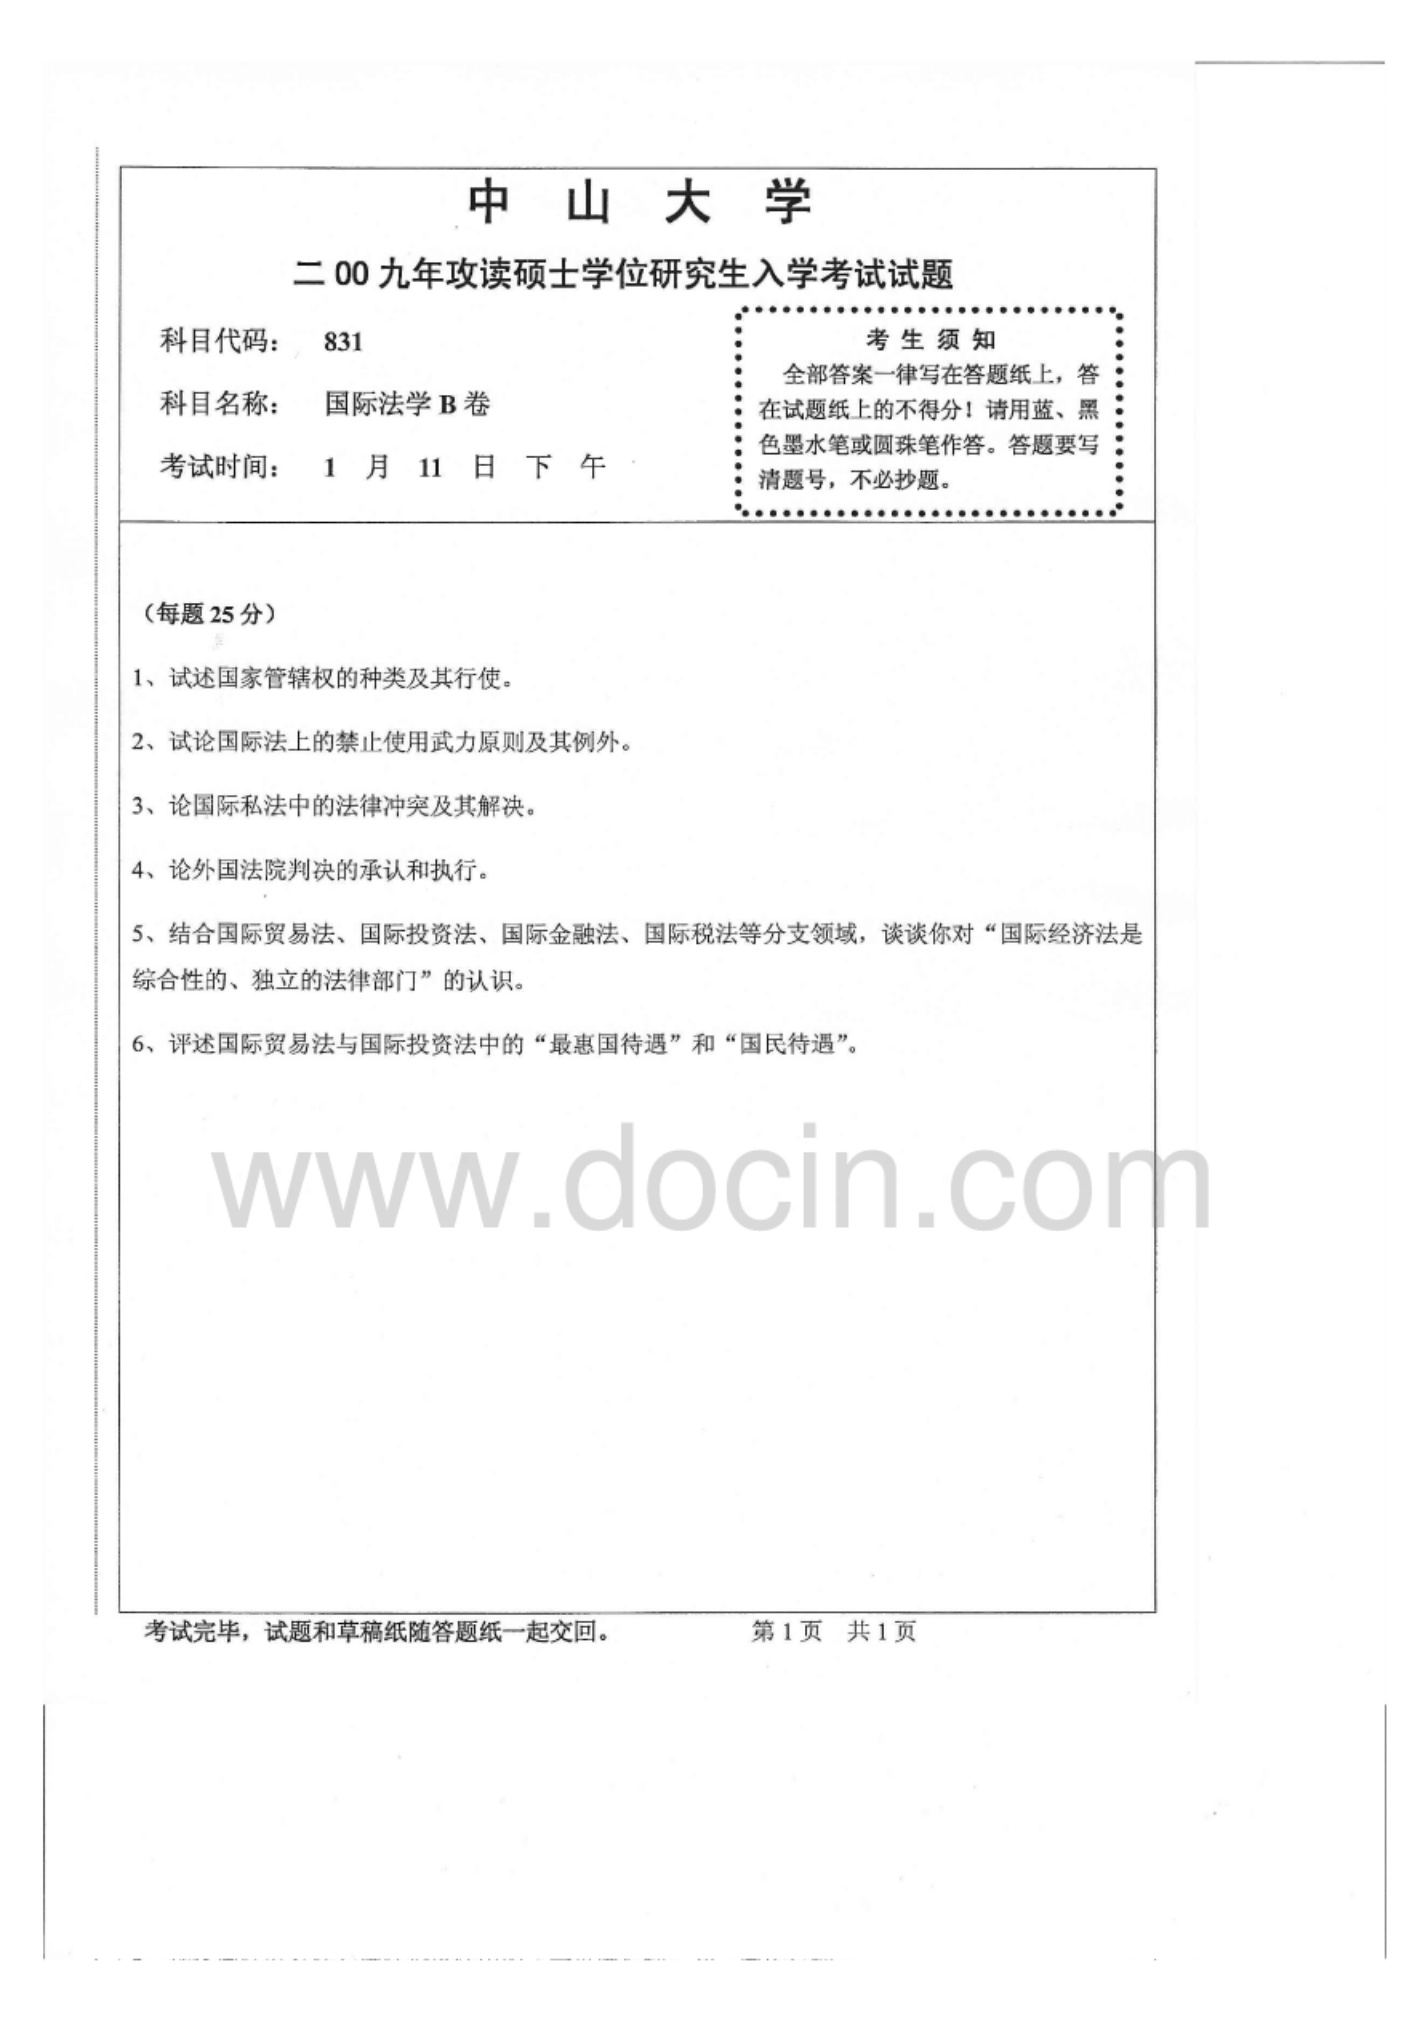 中 山 大 学
二00九年攻读硕士学位研究生入学考试试题
科目代码： 831
科目名称： 国际法学B卷
考试时间： 1 月 11 日 下 午
考 生 须 知
全部答案一律写在答题纸上，答
在试题纸上的不得分！请用蓝、黑
色墨水笔或圆珠笔作答。答题要写
清题号，不必抄题。
（每题25分）
1、试述国家管辖权的种类及其行使。
2、试论国际法上的禁止使用武力原则及其例外。
3、论国际私法中的法律冲突及其解决。
4、论外国法院判决的承认和执行。
5、结合国际贸易法、国际投资法、国际金融法、国际税法等分支领域，谈谈你对“国际经济法是
综合性的、独立的法律部门”的认识。
6、评述国际贸易法与国际投资法中的“最惠国待遇”和“国民待遇”。
www.docin.com
考试完毕，试题和草稿纸随答题纸一起交回。 第1页 共1页